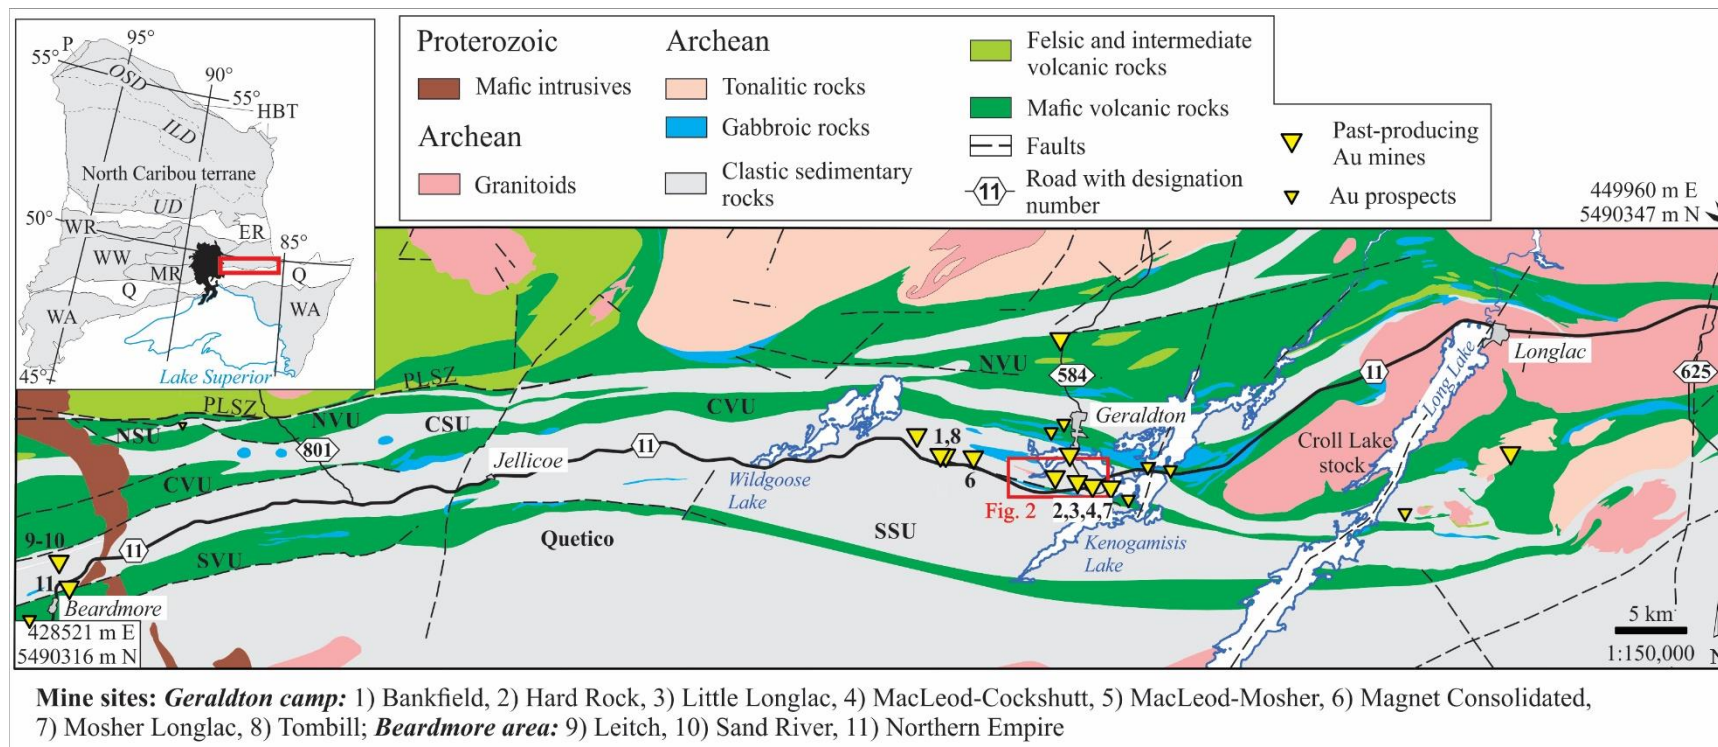 P
95°
55°
OSD
90°
55°
HBT
ILD
North Caribou terrane
UD
50°
WR
ER
85°
WW
MR
Q
Q
WA
WA
45°
Lake Superior
Proterozoic
Mafic intrusives
Archean
Granitoids
Archean
Tonalitic rocks
Gabbroic rocks
Clastic sedimentary
rocks
Felsic and intermediate
volcanic rocks
Mafic volcanic rocks
Faults
11
Road with designation
number
Past-producing
Au mines
Au prospects
449960 m E
5490347 m N
PLSZ
PLSZ
NSU
NVU
CSU
CVU
NVU
584
Geraldton
11
Long Lake
Longlac
625
801
11
Jellicoe
CVU
Wildgoose
Lake
1,8
6
Fig. 2
2,3,4,7
Croll Lake
stock
9-10
11
11
SVU
Quetico
SSU
Kenogamisis
Lake
Beardmore
428521 m E
5490316 m N
5 km
1:150,000
N
Mine sites: Geraldton camp: 1) Bankfield, 2) Hard Rock, 3) Little Longlac, 4) MacLeod-Cockshutt, 5) MacLeod-Mosher, 6) Magnet Consolidated,
7) Mosher Longlac, 8) Tombill; Beardmore area: 9) Leitch, 10) Sand River, 11) Northern Empire